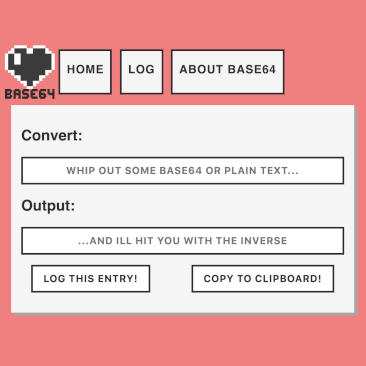 BASE64
HOME
LOG
ABOUT BASE64
Convert:
WHIP OUT SOME BASE64 OR PLAIN TEXT...
Output:
...AND ILL HIT YOU WITH THE INVERSE
LOG THIS ENTRY!
COPY TO CLIPBOARD!